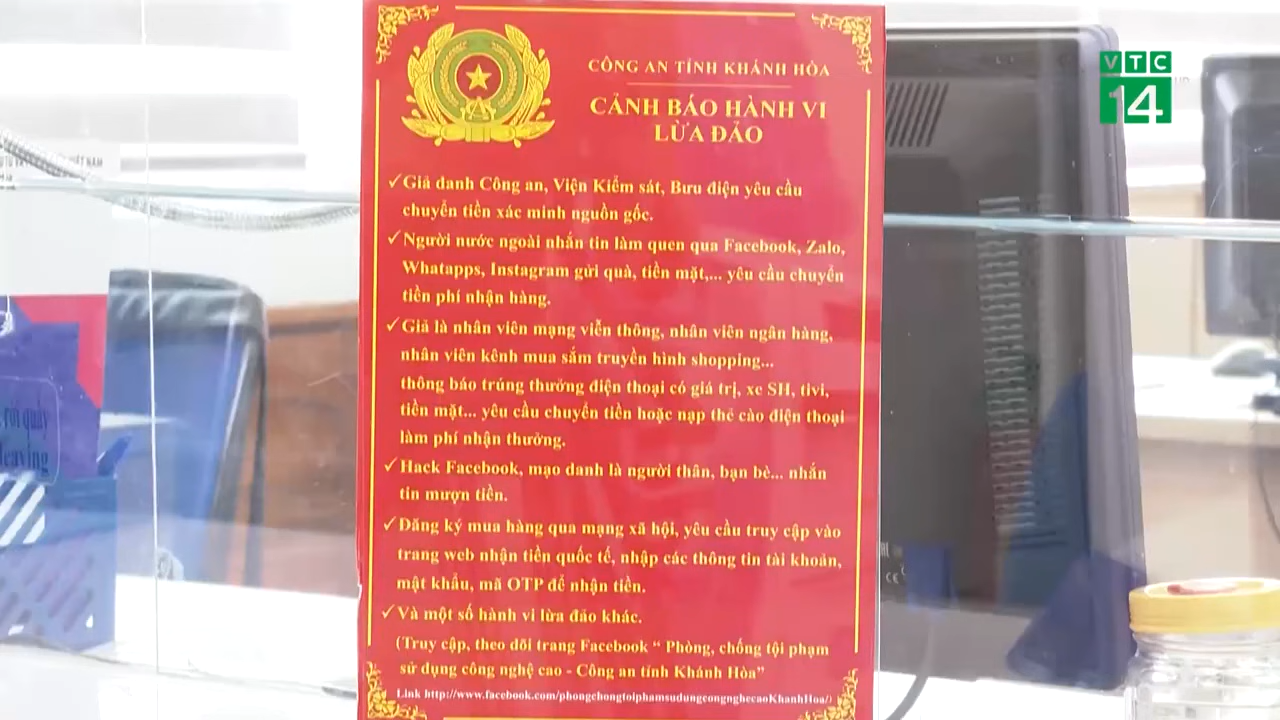 CÔNG AN TỈNH KHÁNH HÒA
CẢNH BÁO HÀNH VI
LỪA ĐẢO
VTC
14
✓Giả danh Công an, Viện Kiểm sát, Bưu điện yêu cầu
chuyển tiền xác minh nguồn gốc.
✓Người nước ngoài nhắn tin làm quen qua Facebook, Zalo,
Whatapps, Instagram gửi quà, tiền mặt,... yêu cầu chuyển
tiền phí nhận hàng.
✓Giả là nhân viên mạng viễn thông, nhân viên ngân hàng,
nhân viên kênh mua sắm truyền hình shopping...
thông báo trúng thưởng điện thoại có giá trị, xe SH, tivi,
tiền mặt... yêu cầu chuyển tiền hoặc nạp thẻ cào điện thoại
làm phí nhận thưởng.
✓Hack Facebook, mạo danh là người thân, bạn bè... nhắn
tin mượn tiền.
✓Đăng ký mua hàng qua mạng xã hội, yêu cầu truy cập vào
trang web nhận tiền quốc tế, nhập các thông tin tài khoản,
mật khẩu, mã OTP để nhận tiền.
✓Và một số hành vi lừa đảo khác.
(Truy cập, theo dõi trang Facebook “ Phòng, chống tội phạm
sử dụng công nghệ cao - Công an tỉnh Khánh Hòa”
Link http://www.facebook.com/phongchongtoiphamsudungcongnghecaoKhanhHoa/)
rời quầy
leaving